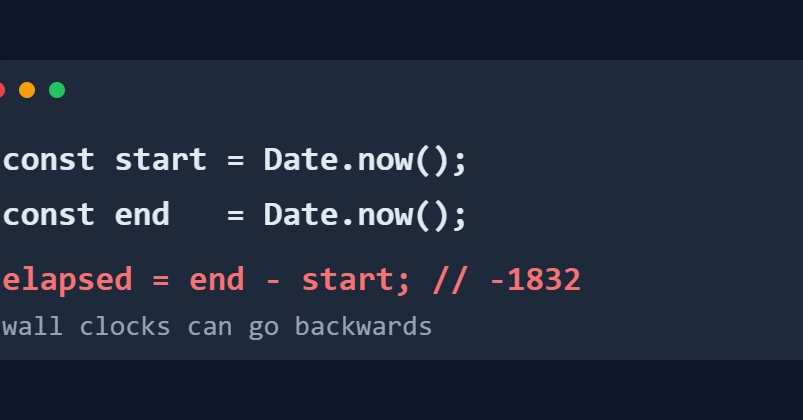 const start = Date.now();
const end   = Date.now();
elapsed = end - start; // -1832
wall clocks can go backwards